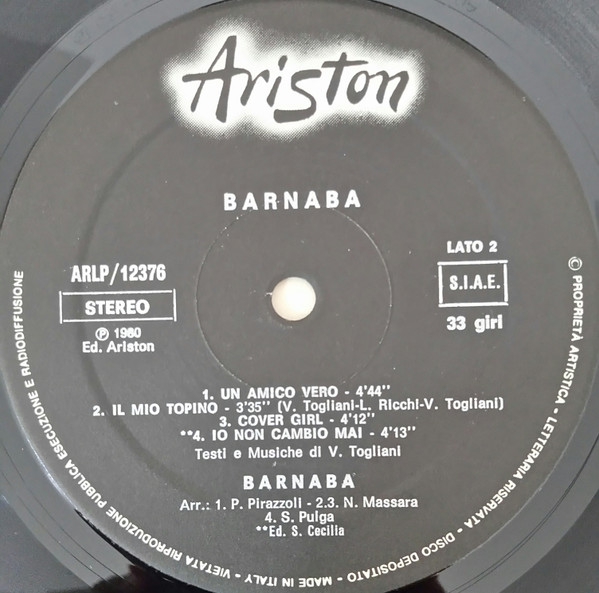 Ariston
BARNABA
ARLP/12376
STEREO
℗ 1980
Ed. Ariston
LATO 2
S.I.A.E.
33 giri
1. UN AMICO VERO - 4'44"
2. IL MIO TOPINO - 3'35" (V. Togliani-L. Ricchi-V. Togliani)
3. COVER GIRL - 4'12"
**4. IO NON CAMBIO MAI - 4'13"
Testi e Musiche di V. Togliani
BARNABA
Arr.: 1. P. Pirazzoli - 2.3. N. Massara
4. S. Pulga
**Ed. S. Cecilia
© PROPRIETÀ ARTISTICA - LETTERARIA RISERVATA - DISCO DEPOSITATO - MADE IN ITALY - VIETATA RIPRODUZIONE PUBBLICA ESECUZIONE E RADIODIFFUSIONE